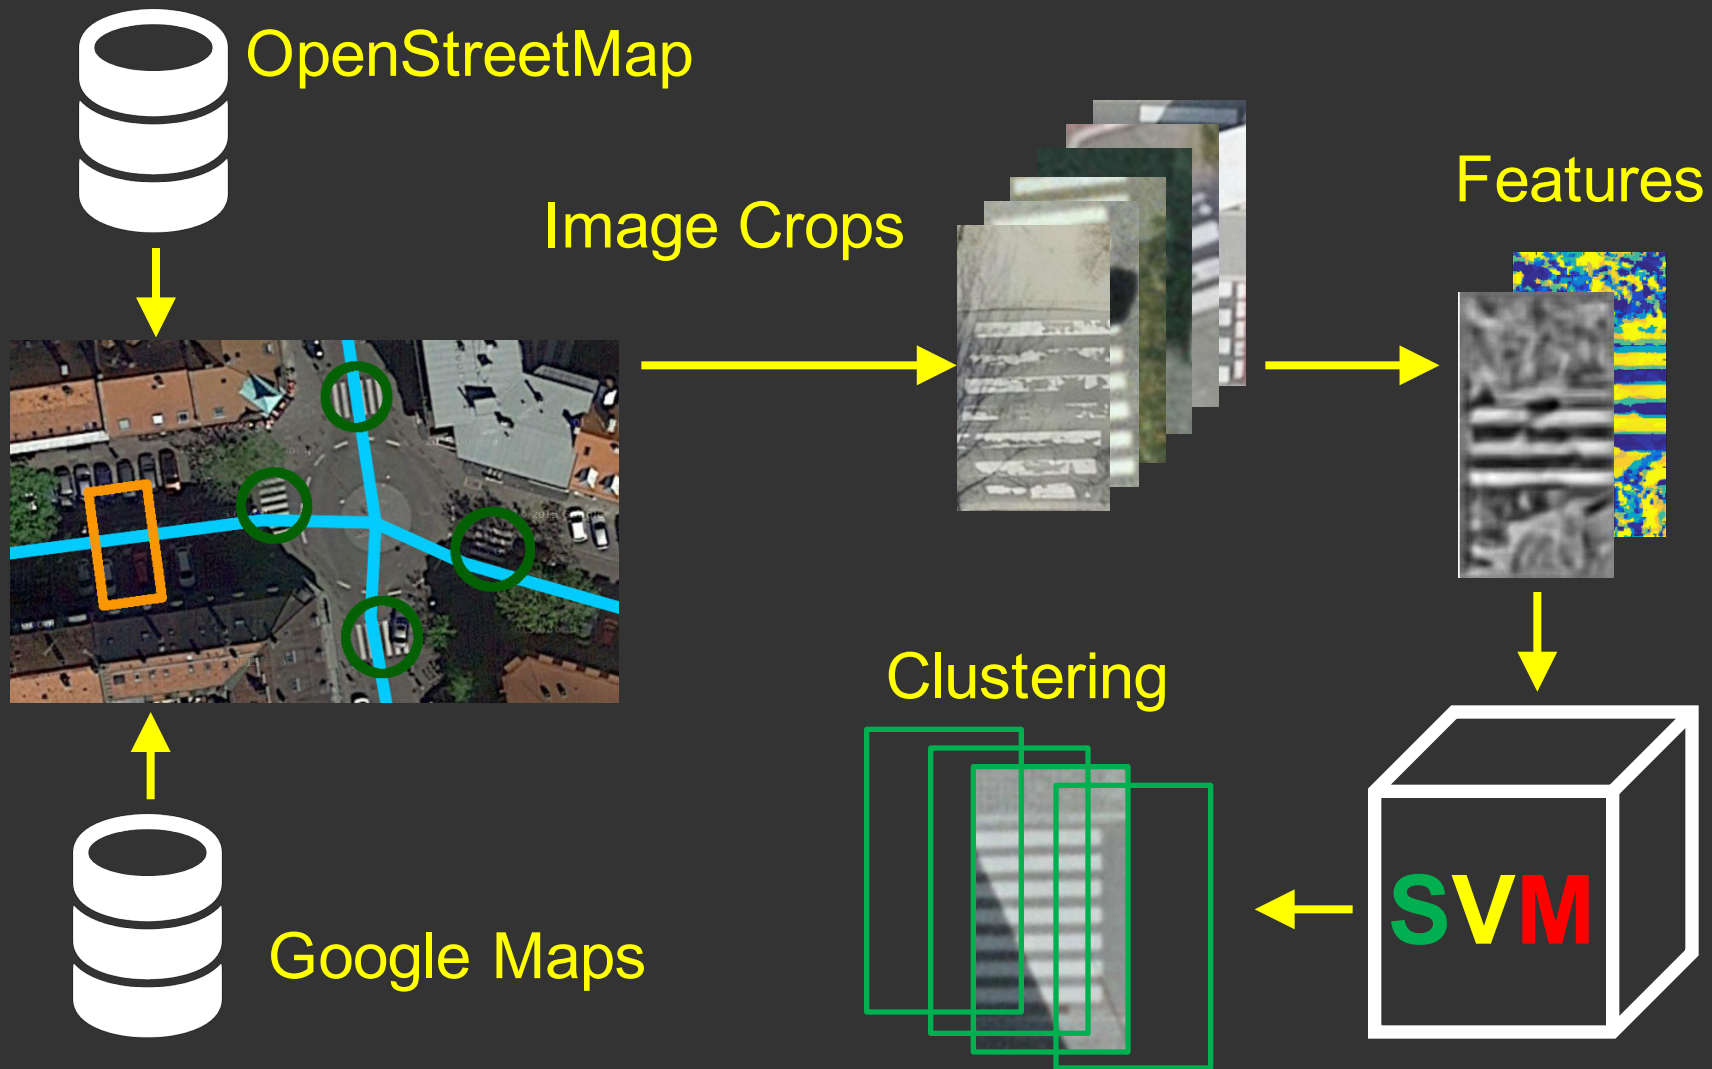 OpenStreetMap
Image Crops
Features
Clustering
SVM
Google Maps